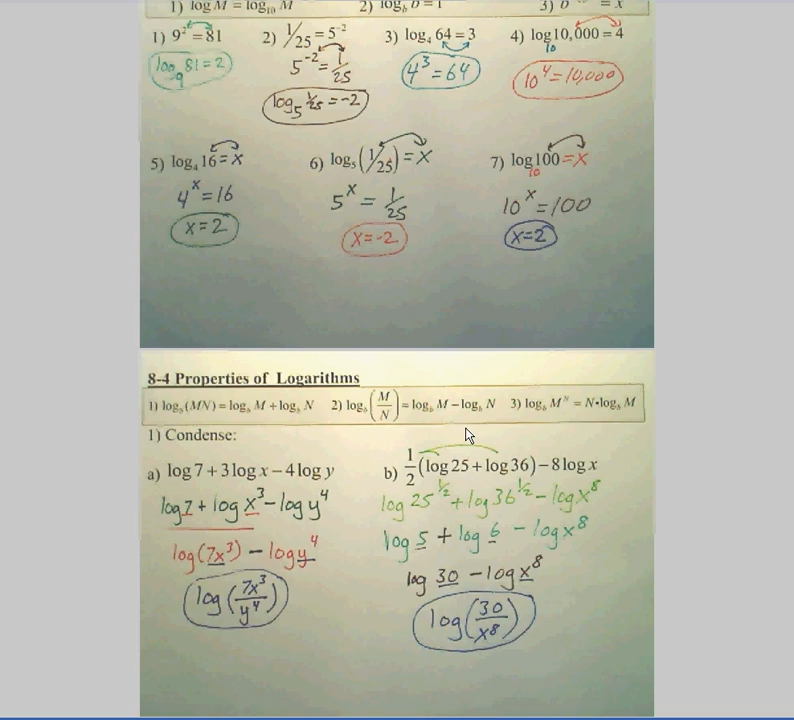 1) log M = log₁₀ M 2) log_b b = 1 3) b = x
1) 9² = 81 2) 1/25 = 5⁻² 3) log₄ 64 = 3 4) log₁₀ 10,000 = 4
log₉ 81 = 2 5⁻² = 1/25 4³ = 64 10⁴ = 10,000
log₅ 1/25 = -2
5) log₄ 16 = x 6) log₅ (1/25) = x 7) log₁₀ 100 = x
4ˣ = 16 5ˣ = 1/25 10ˣ = 100
x = 2 x = -2 x = 2
8-4 Properties of Logarithms
1) log_b (MN) = log_b M + log_b N 2) log_b (M/N) = log_b M − log_b N 3) log_b Mᴺ = N•log_b M
1) Condense:
a) log 7 + 3 log x − 4 log y b) 1/2 (log 25 + log 36) − 8 log x
log 7 + log x³ − log y⁴ log 25^½ + log 36^½ − log x⁸
log (7x³) − log y⁴ log 5 + log 6 − log x⁸
log (7x³/y⁴) log 30 − log x⁸
log (30/x⁸)